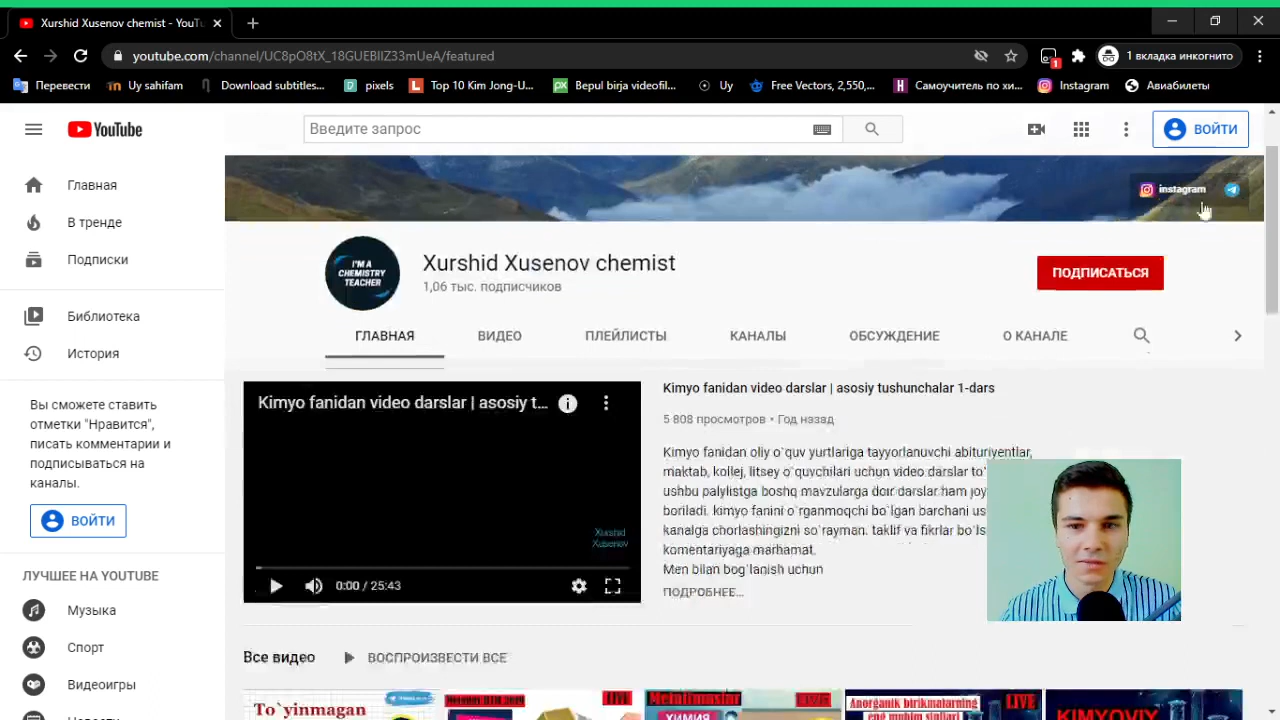 Xurshid Xusenov chemist - YouTu
youtube.com/channel/UC8pO8tX_18GUEBIlZ33mUeA/featured
1
1 вкладка инкогнито
Перевести
Uy sahifam
Download subtitles...
pixels
Top 10 Kim Jong-U...
Bepul birja videofil...
Uy
Free Vectors, 2,550,...
Самоучитель по хи...
Instagram
Авиабилеты
YouTube
Введите запрос
ВОЙТИ
Главная
В тренде
Подписки
Библиотека
История
Вы сможете ставить
отметки "Нравится",
писать комментарии и
подписываться на
каналы.
ВОЙТИ
ЛУЧШЕЕ НА YOUTUBE
Музыка
Спорт
Видеоигры
instagram
I'M A
CHEMISTRY
TEACHER
Xurshid Xusenov chemist
1,06 тыс. подписчиков
ПОДПИСАТЬСЯ
ГЛАВНАЯ
ВИДЕО
ПЛЕЙЛИСТЫ
КАНАЛЫ
ОБСУЖДЕНИЕ
О КАНАЛЕ
Kimyo fanidan video darslar | asosiy t...
Xurshid
Xusenov
0:00 / 25:43
Kimyo fanidan video darslar | asosiy tushunchalar 1-dars
5 808 просмотров • Год назад
Kimyo fanidan oliy o`quv yurtlariga tayyorlanuvchi abituriyentlar,
maktab, kollej, litsey o`quvchilari uchun video darslar to`
ushbu palylistga boshq mavzularga doir darslar ham joy
boriladi. kimyo fanini o`rganmoqchi bo`lgan barchani us
kanalga chorlashingizni so`rayman. taklif va fikrlar bo`ls
komentariyaga marhamat.
Men bilan bog`lanish uchun
ПОДРОБНЕЕ...
Все видео
ВОСПРОИЗВЕСТИ ВСЕ
To`yinmagan
LIVE
LIVE
ХИМИЯ
Anorganik birikmalarning
eng muhim sinflari
LIVE
KIMYOVIY